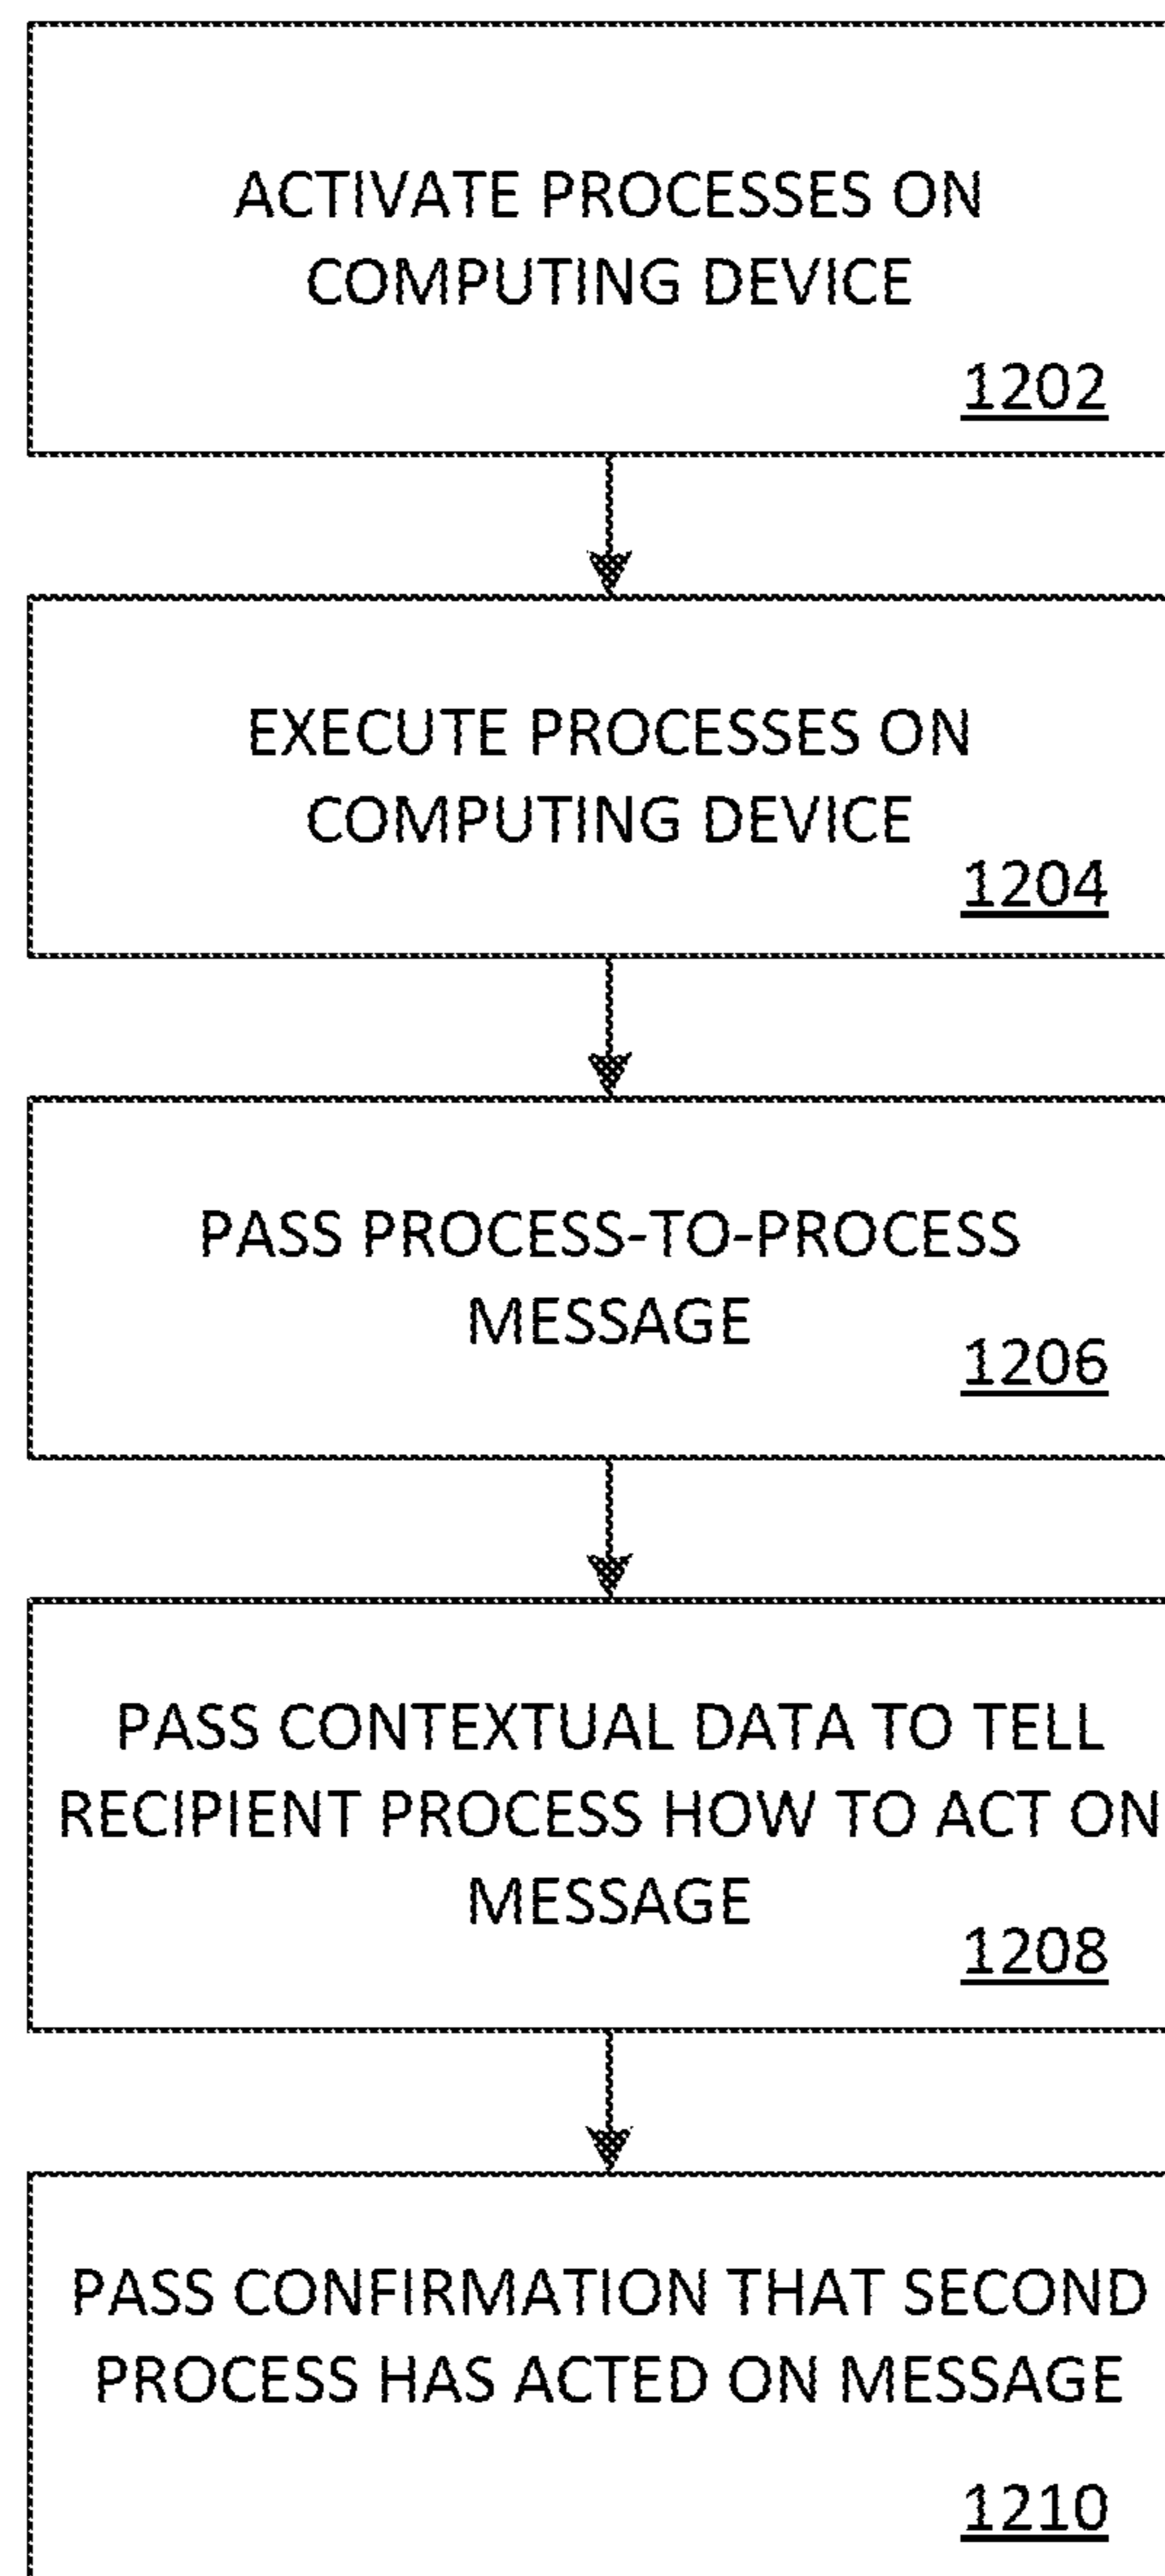 ACTIVATE PROCESSES ON
COMPUTING DEVICE
1202
EXECUTE PROCESSES ON
COMPUTING DEVICE
1204
PASS PROCESS-TO-PROCESS
MESSAGE
1206
PASS CONTEXTUAL DATA TO TELL
RECIPIENT PROCESS HOW TO ACT ON
MESSAGE
1208
PASS CONFIRMATION THAT SECOND
PROCESS HAS ACTED ON MESSAGE
1210